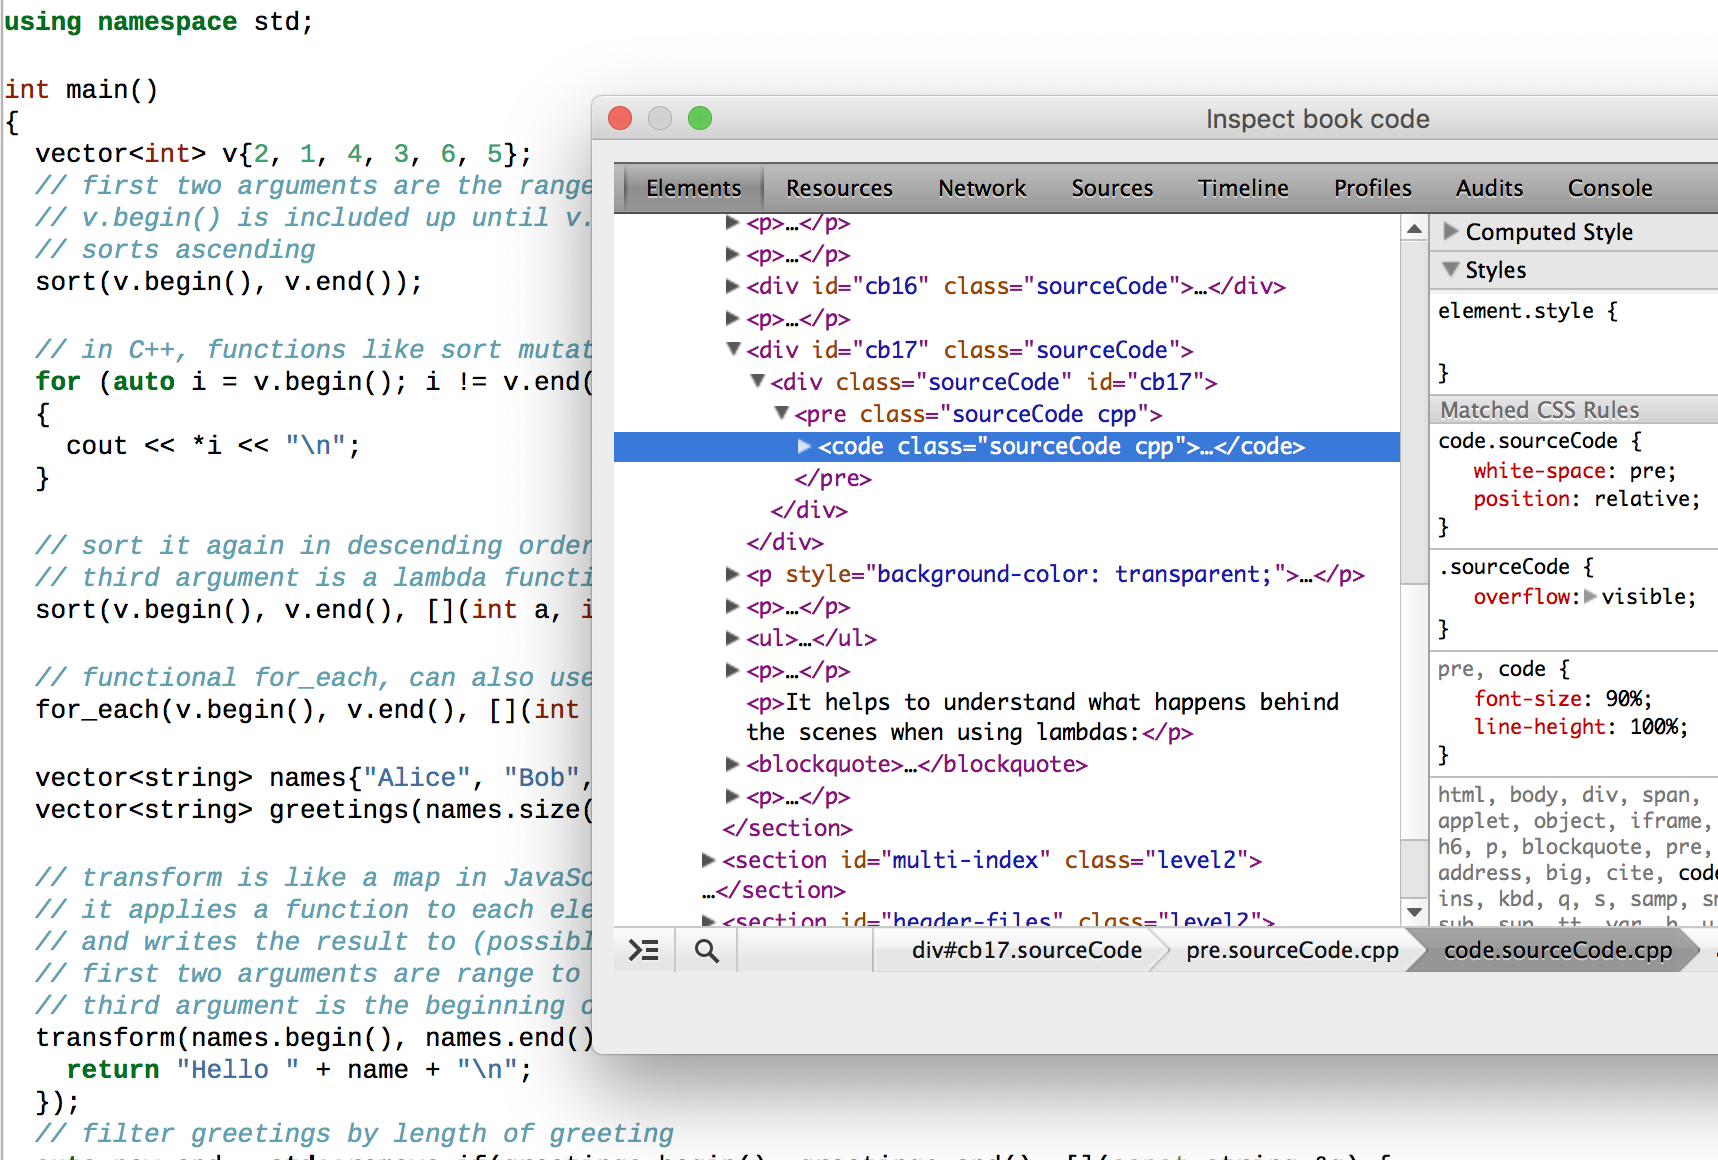 using namespace std;
int main()
{
vector<int> v{2, 1, 4, 3, 6, 5};
// first two arguments are the range
// v.begin() is included up until v.
// sorts ascending
sort(v.begin(), v.end());
// in C++, functions like sort
for (auto i = v.begin(); i != v.end(
{
cout << *i << "\n";
}
// sort it again in descending order
// third argument is a lambda
sort(v.begin(), v.end(), [](int a,
// functional for_each, can also use
for_each(v.begin(), v.end(), [](int
vector<string> names{"Alice", "Bob",
vector<string> greetings(names.size(
// transform is like a map in
// it applies a function to each
// and writes the result to
// first two arguments are range to
// third argument is the beginning
transform(names.begin(), names.end()
return "Hello " + name + "\n";
});
// filter greetings by length of greeting
Inspect book code
Elements Resources Network Sources Timeline Profiles Audits Console
<p>…</p>
<p>…</p>
<div id="cb16" class="sourceCode">…</div>
<p>…</p>
<div id="cb17" class="sourceCode">
<div class="sourceCode" id="cb17">
<pre class="sourceCode cpp">
<code class="sourceCode cpp">…</code>
</pre>
</div>
</div>
<p style="background-color: transparent;">…</p>
<p>…</p>
<ul>…</ul>
<p>…</p>
<p>It helps to understand what happens behind
the scenes when using lambdas:</p>
<blockquote>…</blockquote>
<p>…</p>
</section>
<section id="multi-index" class="level2">
…</section>
<section id="header-files" class="level2">
Computed Style
Styles
element.style {
}
Matched CSS Rules
code.sourceCode {
white-space: pre;
position: relative;
}
.sourceCode {
overflow: visible;
}
pre, code {
font-size: 90%;
line-height: 100%;
}
html, body, div, span,
applet, object, iframe,
h6, p, blockquote, pre,
address, big, cite, code
ins, kbd, q, s, samp,
div#cb17.sourceCode pre.sourceCode.cpp code.sourceCode.cpp